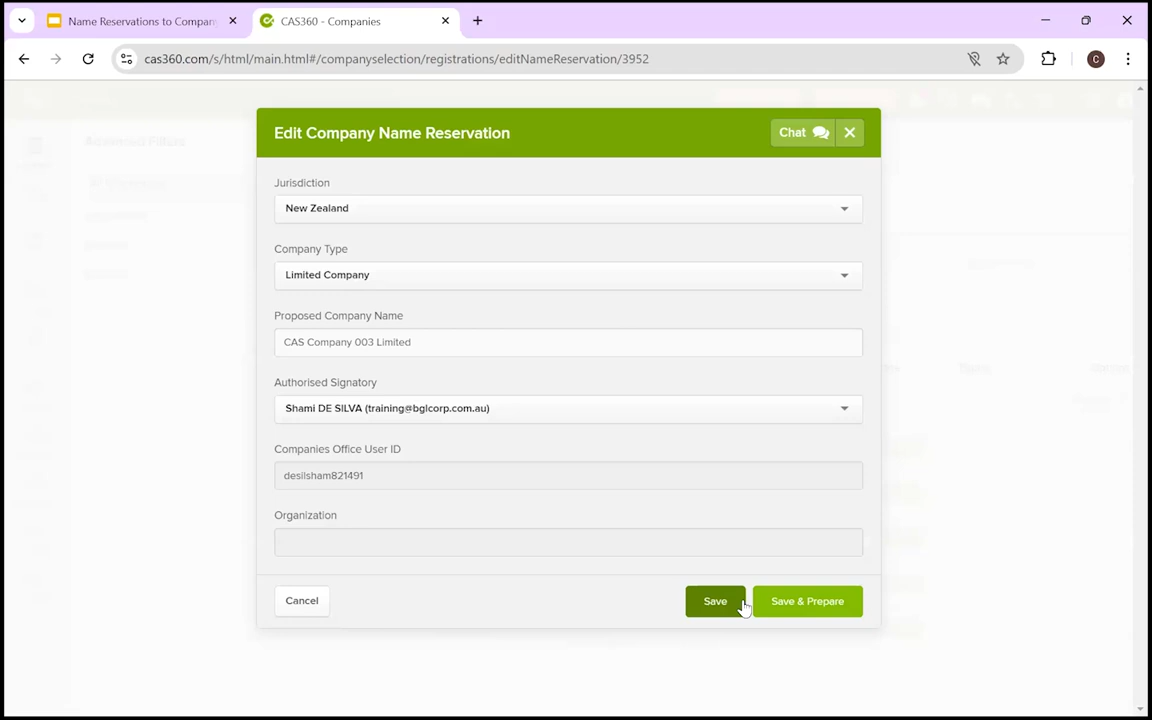 Name Reservations to Compan
CAS360 - Companies
cas360.com/s/html/main.html#/companyselection/registrations/editNameReservation/3952
C
Advanced Filters
Edit Company Name Reservation
Chat
Jurisdiction
New Zealand
Company Type
Limited Company
Proposed Company Name
CAS Company 003 Limited
Authorised Signatory
Shami DE SILVA (training@bglcorp.com.au)
Companies Office User ID
desilsham821491
Organization
Cancel
Save
Save & Prepare